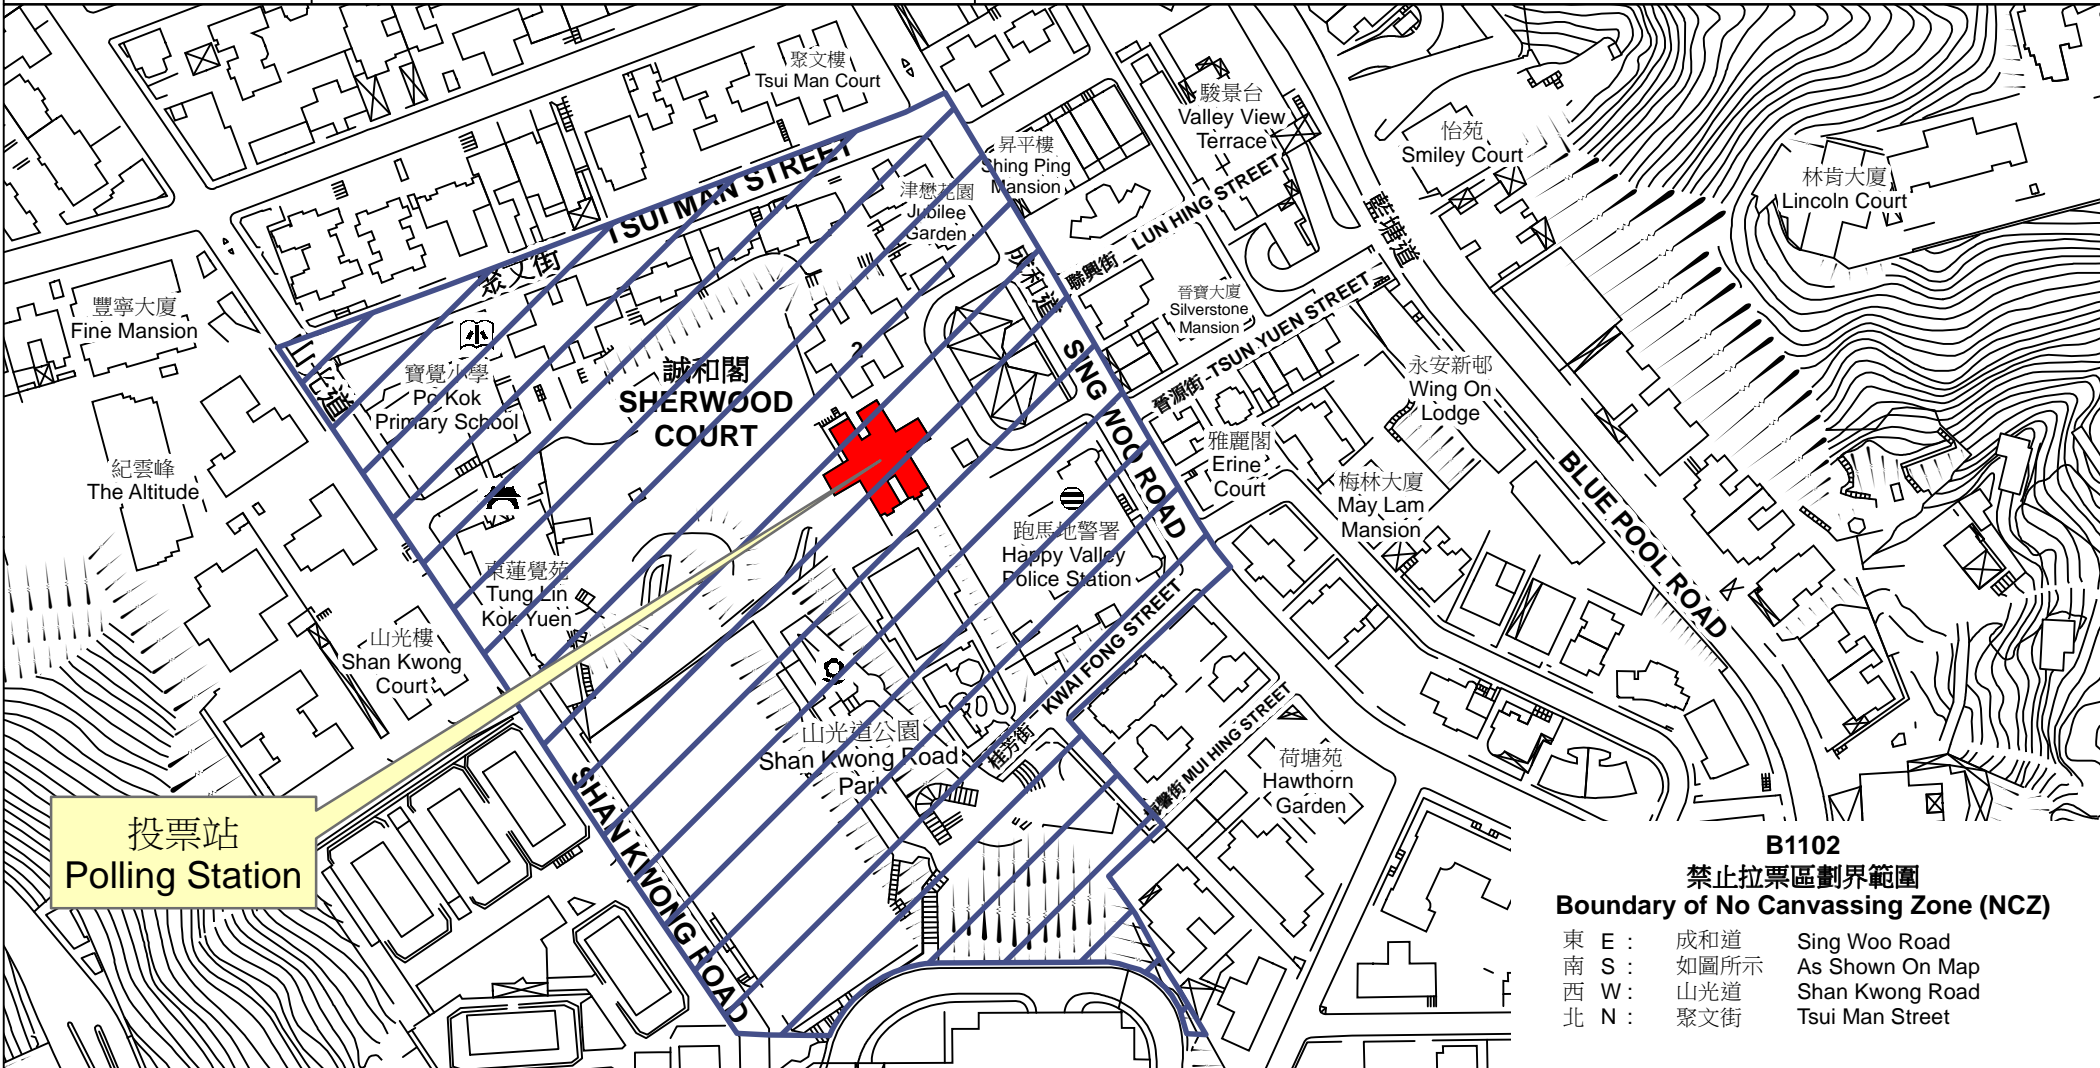 聚文樓
Tsui Man Court
駿景台
Valley View
Terrace
怡苑
Smiley Court
林肯大廈
Lincoln Court
昇平樓
Shing Ping
Mansion
津懋花園
Jubilee
Garden
TSUI MAN STREET
聚文街
LUN HING STREET
聯興街
藍塘道
成和道
SING WOO ROAD
晉寶大廈
Silverstone
Mansion
晉源街 TSUN YUEN STREET
豐寧大廈
Fine Mansion
山光道
寶覺小學
Po Kok
Primary School
誠和閣
SHERWOOD
COURT
2
永安新邨
Wing On
Lodge
雅麗閣
Erine
Court
梅林大廈
May Lam
Mansion
BLUE POOL ROAD
紀雲峰
The Altitude
跑馬地警署
Happy Valley
Police Station
東蓮覺苑
Tung Lin
Kok Yuen
山光樓
Shan Kwong
Court
KWAI FONG STREET
桂芳街
山光道公園
Shan Kwong Road
Park
梅馨街 MUI HING STREET
荷塘苑
Hawthorn
Garden
SHAN KWONG ROAD
投票站
Polling Station
B1102
禁止拉票區劃界範圍
Boundary of No Canvassing Zone (NCZ)
東 E : 成和道 Sing Woo Road
南 S : 如圖所示 As Shown On Map
西 W : 山光道 Shan Kwong Road
北 N : 聚文街 Tsui Man Street